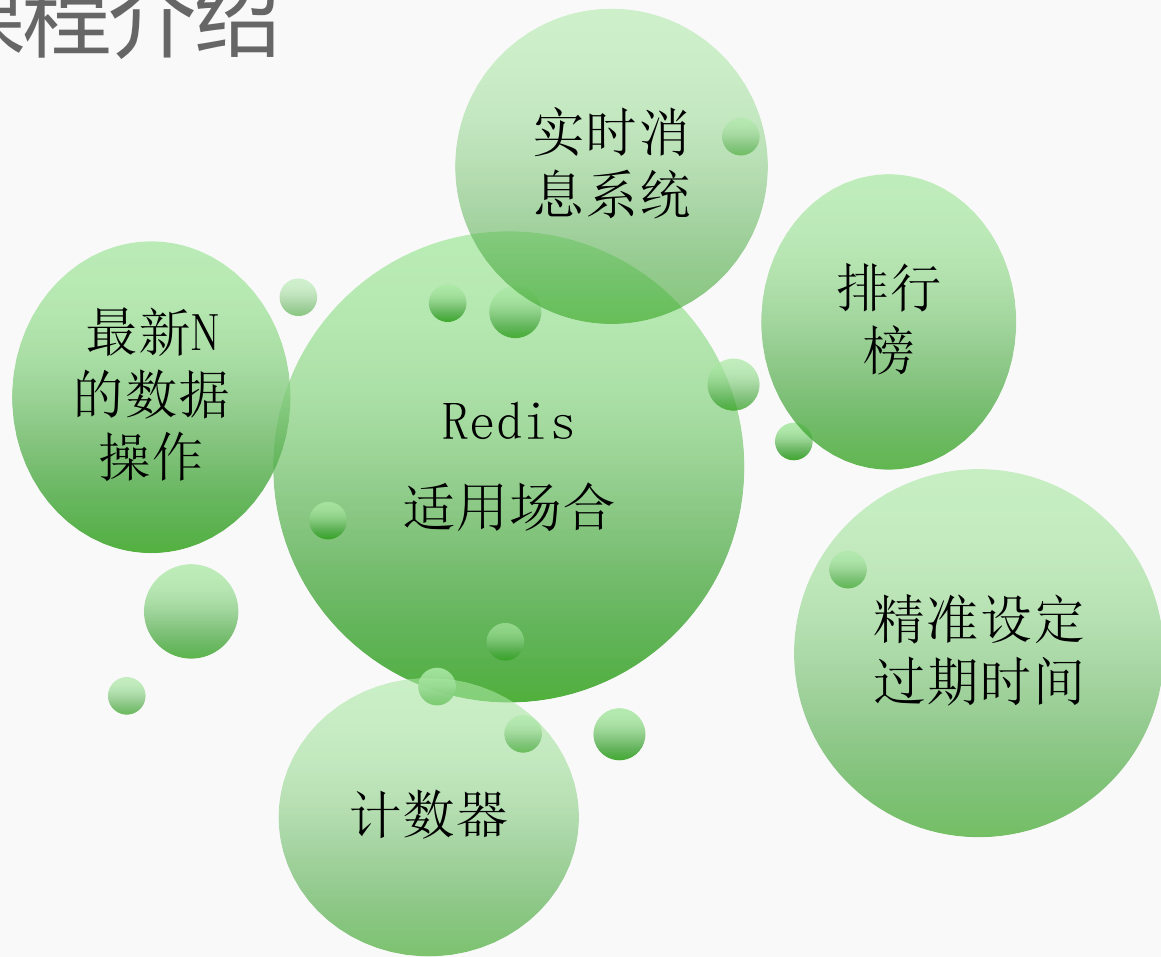 课程介绍
实时消
息系统
排行
榜
最新N
的数据
操作
Redis
适用场合
精准设定
过期时间
计数器